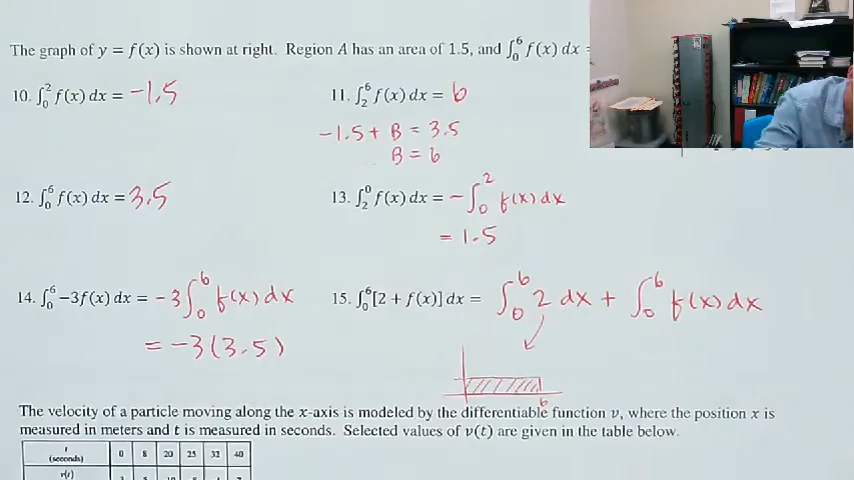 The graph of y = f(x) is shown at right. Region A has an area of 1.5, and ∫₀⁶ f(x) dx =
10. ∫₀² f(x) dx = -1.5
11. ∫₂⁶ f(x) dx = 6
-1.5 + B = 3.5
B = 6
12. ∫₀⁶ f(x) dx = 3.5
13. ∫₂⁰ f(x) dx = -∫₀² f(x) dx
= 1.5
14. ∫₀⁶ -3f(x) dx = -3∫₀⁶ f(x) dx
= -3(3.5)
15. ∫₀⁶ [2 + f(x)] dx = ∫₀⁶ 2 dx + ∫₀⁶ f(x) dx
6
The velocity of a particle moving along the x-axis is modeled by the differentiable function v, where the position x is
measured in meters and t is measured in seconds. Selected values of v(t) are given in the table below.
t (seconds) 0 8 20 25 32 40
v(t)